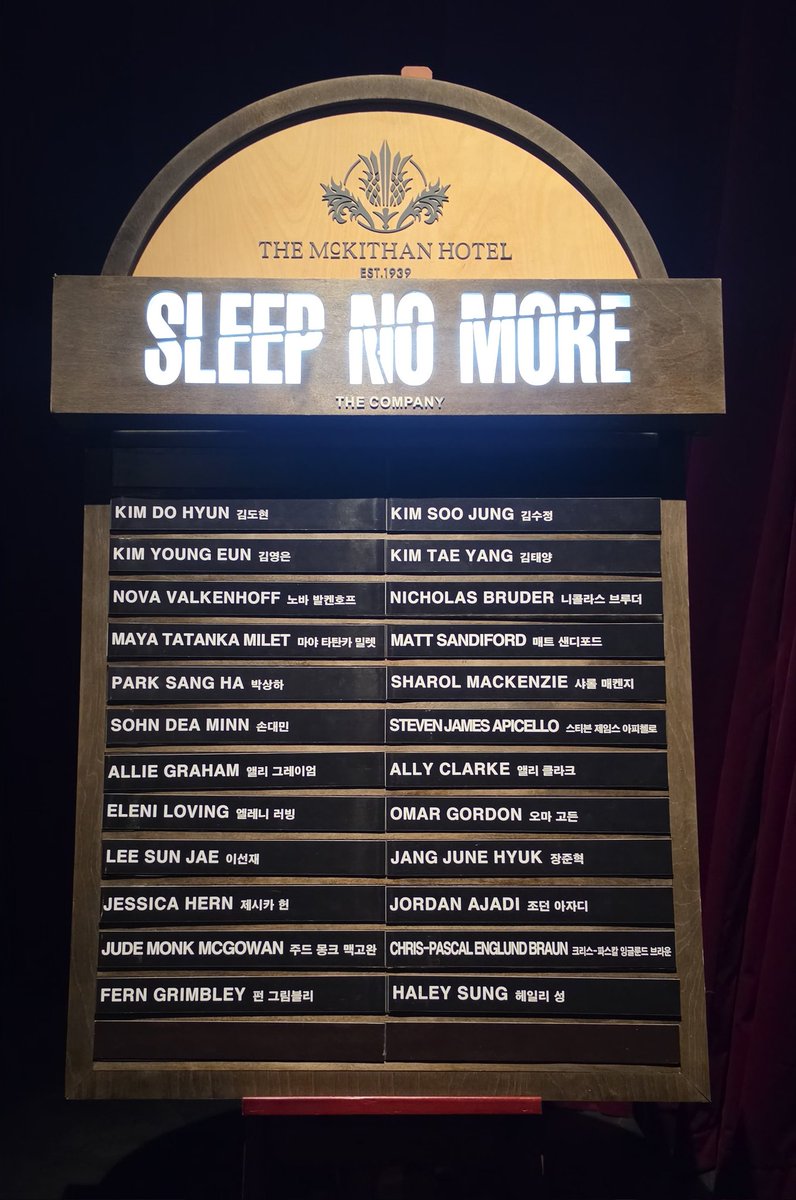 THE McKITHAN HOTEL
EST.1939
SLEEP NO MORE
THE COMPANY
KIM DO HYUN 김도현 KIM SOO JUNG 김수정
KIM YOUNG EUN 김영은 KIM TAE YANG 김태양
NOVA VALKENHOFF 노바 발켄호프 NICHOLAS BRUDER 니콜라스 브루더
MAYA TATANKA MILET 마야 타탄카 밀렛 MATT SANDIFORD 매트 샌디포드
PARK SANG HA 박상하 SHAROL MACKENZIE 샤롤 매켄지
SOHN DEA MINN 손대민 STEVEN JAMES APICELLO 스티븐 제임스 아피첼로
ALLIE GRAHAM 앨리 그레이엄 ALLY CLARKE 앨리 클라크
ELENI LOVING 엘레니 러빙 OMAR GORDON 오마 고든
LEE SUN JAE 이선재 JANG JUNE HYUK 장준혁
JESSICA HERN 제시카 헌 JORDAN AJADI 조던 아자디
JUDE MONK MCGOWAN 주드 몽크 맥고완 CHRIS-PASCAL ENGLUND BRAUN 크리스-파스칼 잉글룬드 브라운
FERN GRIMBLEY 펀 그림블리 HALEY SUNG 헤일리 성